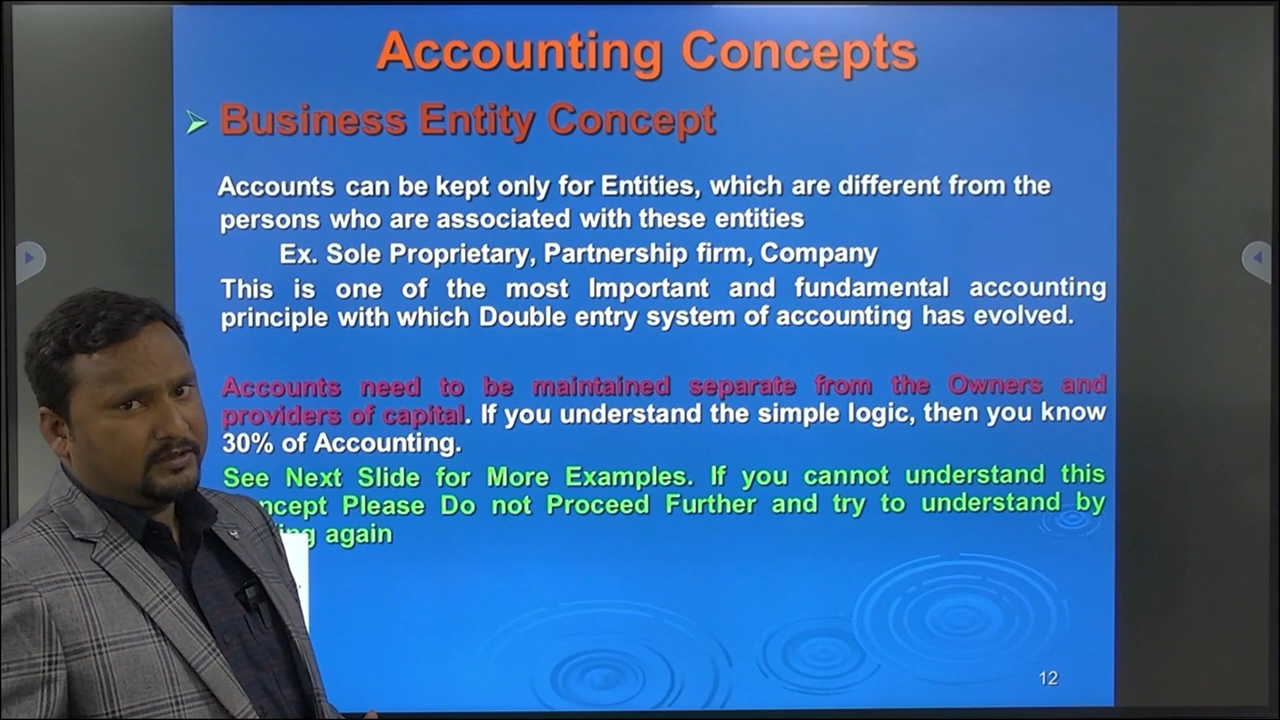 Accounting Concepts
Business Entity Concept
Accounts can be kept only for Entities, which are different from the
persons who are associated with these entities
Ex. Sole Proprietary, Partnership firm, Company
This is one of the most Important and fundamental accounting
principle with which Double entry system of accounting has evolved.
Accounts need to be maintained separate from the Owners and
providers of capital. If you understand the simple logic, then you know
30% of Accounting.
See Next Slide for More Examples. If you cannot understand this
Please Do not Proceed Further and try to understand by
again
12